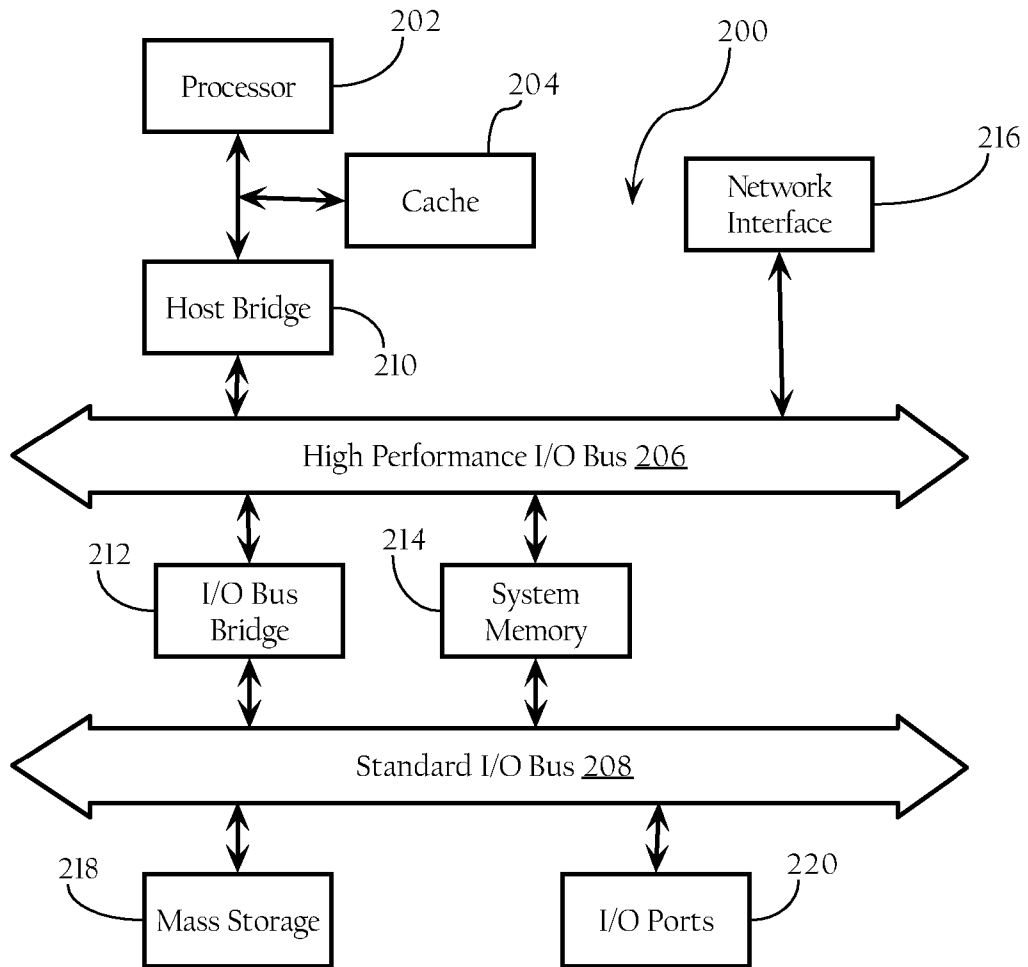 202
200
Processor
204
216
Cache
Network
Interface
Host Bridge
210
High Performance I/O Bus 206
212
214
I/O Bus
Bridge
System
Memory
Standard I/O Bus 208
218
220
Mass Storage
I/O Ports